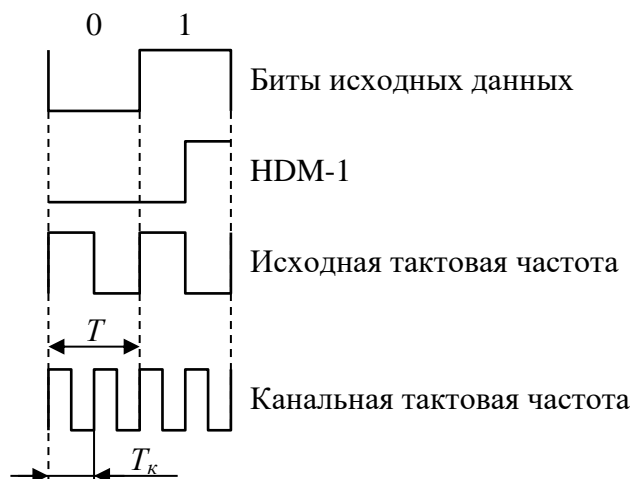 0 1
Биты исходных данных
HDM-1
Исходная тактовая частота
T
Канальная тактовая частота
Tк